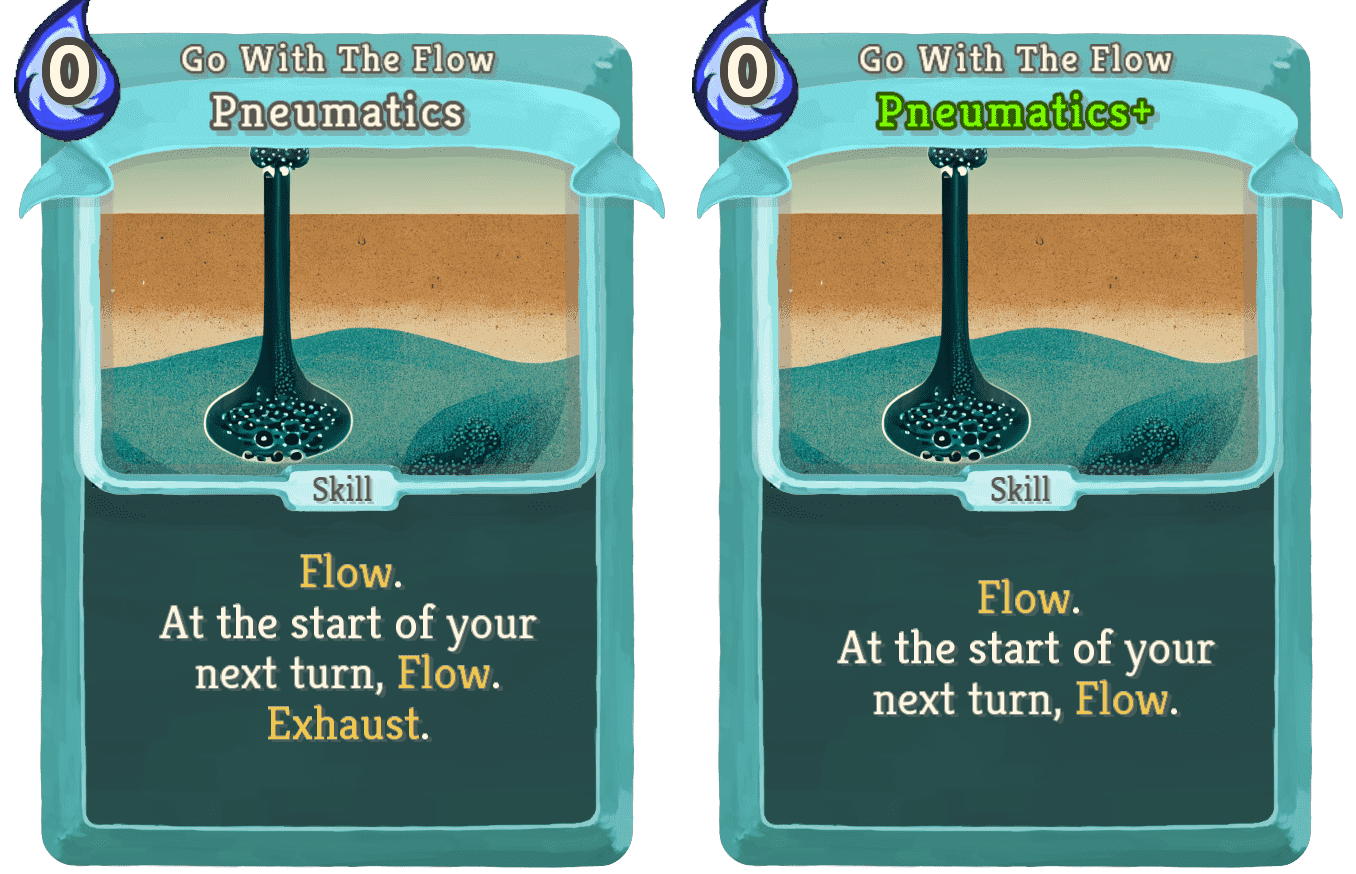 0
Go With The Flow
Pneumatics
Skill
Flow.
At the start of your
next turn, Flow.
Exhaust.
0
Go With The Flow
Pneumatics+
Skill
Flow.
At the start of your
next turn, Flow.